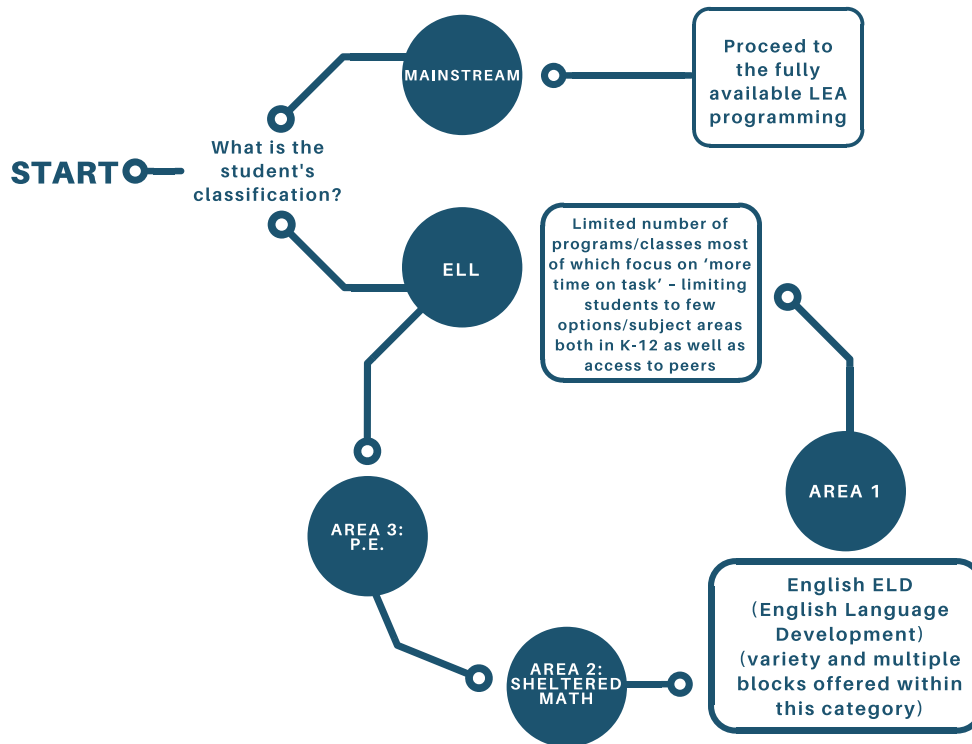 START
What is the
student's
classification?
MAINSTREAM
Proceed to
the fully
available LEA
programming
ELL
Limited number of
programs/classes most
of which focus on ‘more
time on task’ – limiting
students to few
options/subject areas
both in K-12 as well as
access to peers
AREA 1
English ELD
(English Language
Development)
(variety and multiple
blocks offered within
this category)
AREA 2:
SHELTERED
MATH
AREA 3:
P.E.